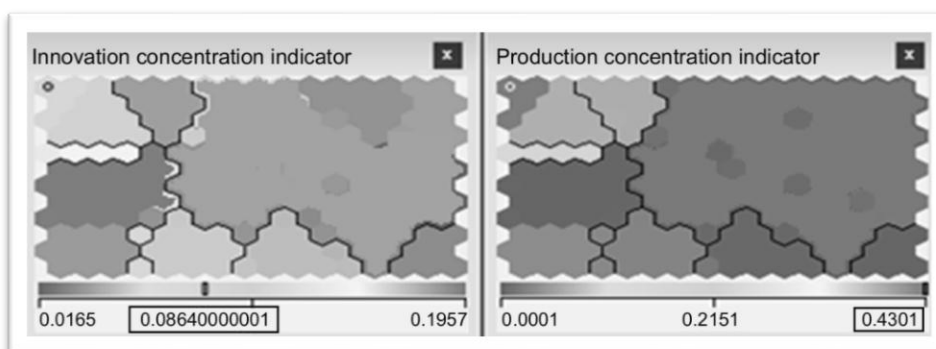 Innovation concentration indicator x
Production concentration indicator x
0.0165 0.08640000001 0.1957
0.0001 0.2151 0.4301